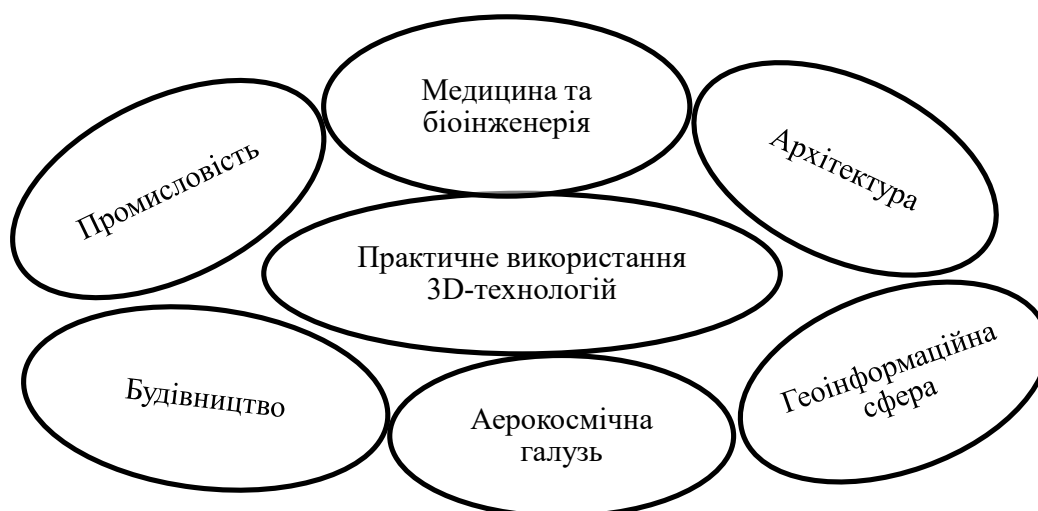 Медицина та
біоінженерія
Промисловість
Архітектура
Практичне використання
3D-технологій
Будівництво
Аерокосмічна
галузь
Геоінформаційна
сфера